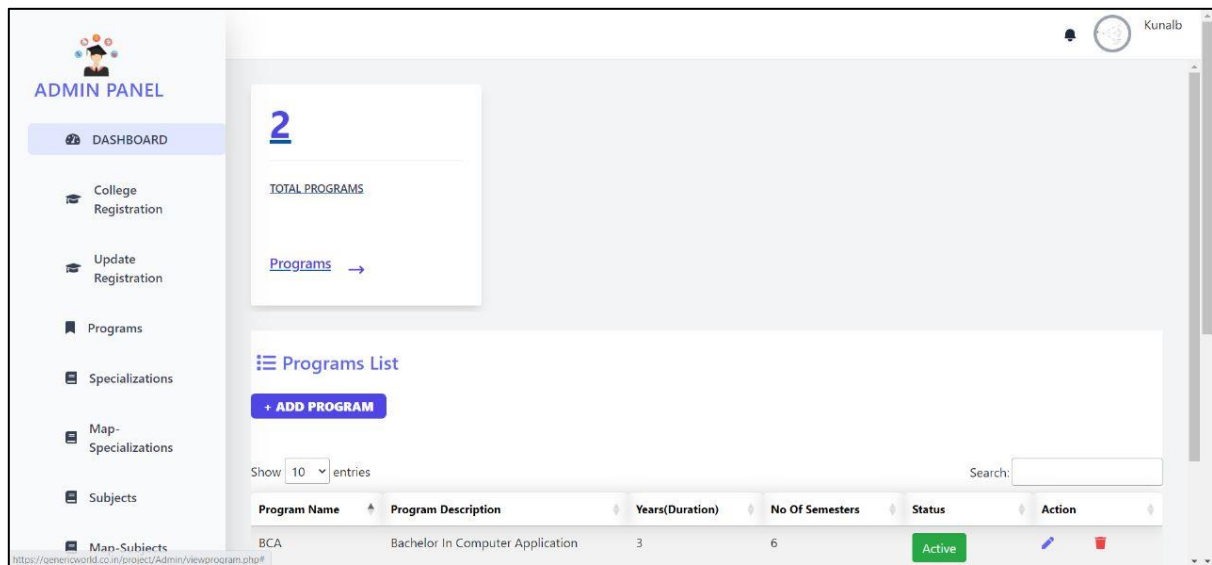 Kunalb
ADMIN PANEL
DASHBOARD
College
Registration
Update
Registration
Programs
Specializations
Map-
Specializations
Subjects
Map-Subjects
https://genericworld.co.in/project/Admin/viewprogram.php#
2
TOTAL PROGRAMS
Programs →
Programs List
+ ADD PROGRAM
Show 10 entries
Search:
Program Name Program Description Years(Duration) No Of Semesters Status Action
BCA Bachelor In Computer Application 3 6 Active